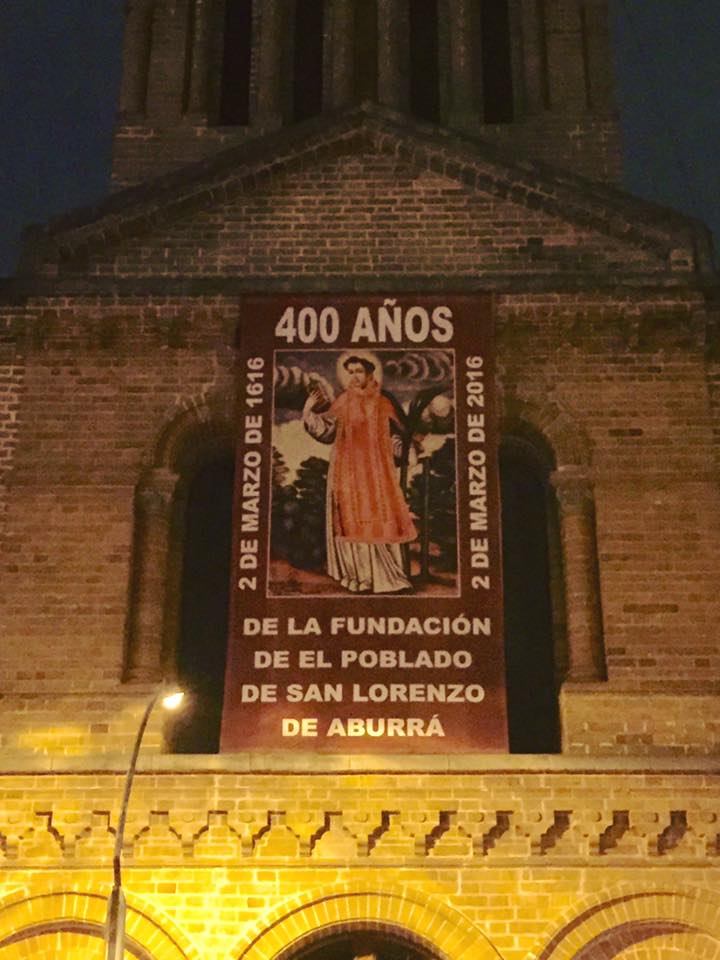 400 AÑOS
2 DE MARZO DE 1616
2 DE MARZO DE 2016
DE LA FUNDACIÓN
DE EL POBLADO
DE SAN LORENZO
DE ABURRÁ